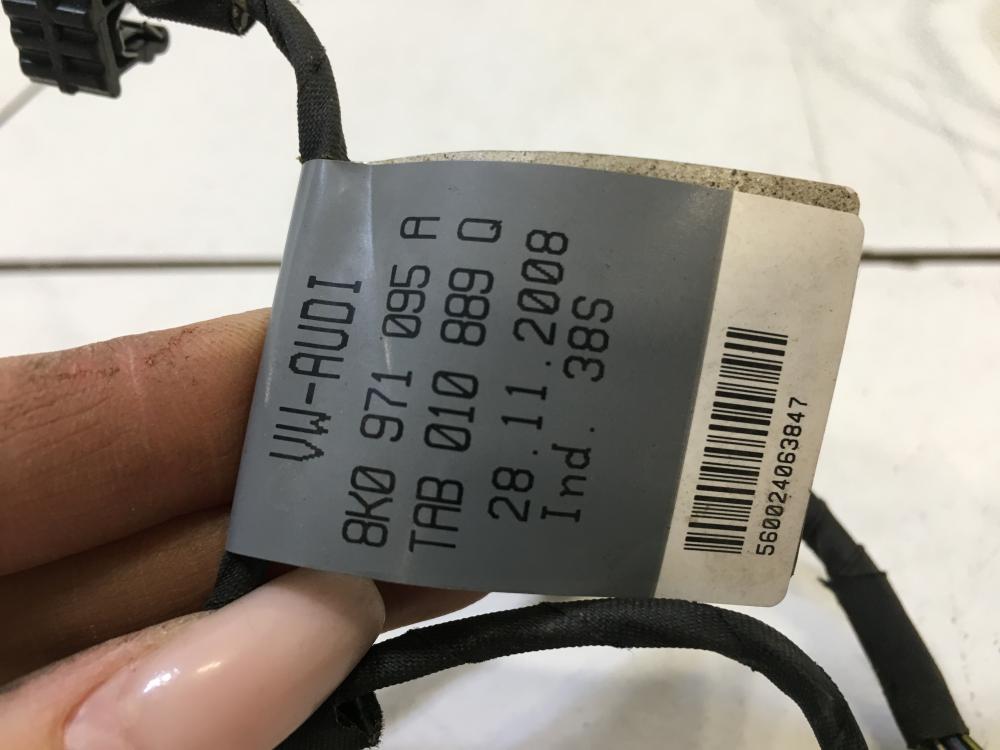 VW-AUDI
8K0 971 095 A
TAB 010 889 Q
28.11.2008
Ind. 38S
560024063847